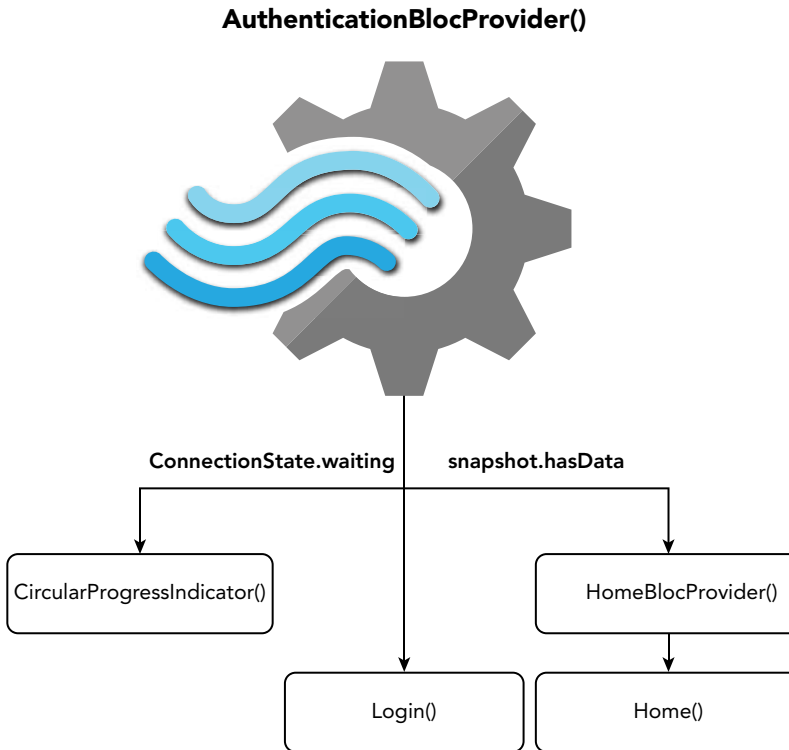 AuthenticationBlocProvider()
ConnectionState.waiting
snapshot.hasData
CircularProgressIndicator()
HomeBlocProvider()
Login()
Home()